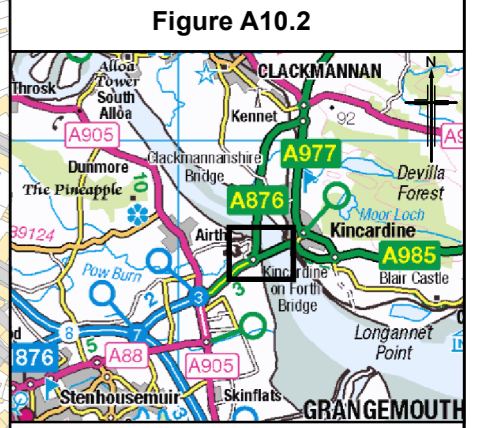 Figure A10.2
Alloa
Tower
CLACKMANNAN
N
Throsk
South
Alloa
Kennet
92
A905
A9
A977
Dunmore
Clackmannanshire
Bridge
Devilla
Forest
The Pineapple
10
A876
Moor Loch
Kincardine
B9124
Airth
A985
Pow Burn
Kincardine
on Forth
Bridge
Blair Castle
3
2
3
8
7
Longannet
Point
876
5
A88
A905
Stenhousemuir
3
Skinflats
GRANGEMOUTH